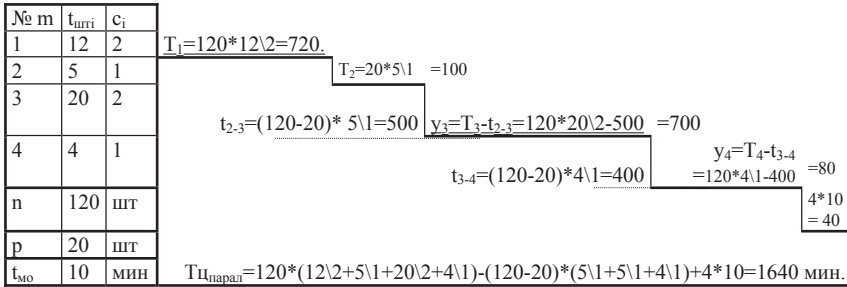 № m tштi ci
1 12 2 T1=120*12\2=720.
2 5 1 T2=20*5\1 =100
3 20 2
t2-3=(120-20)* 5\1=500 y3=T3-t2-3=120*20\2-500 =700
4 4 1 y4=T4-t3-4
t3-4=(120-20)*4\1=400 =120*4\1-400 =80
n 120 шт 4*10
= 40
p 20 шт
tмо 10 мин Тцпарал=120*(12\2+5\1+20\2+4\1)-(120-20)*(5\1+5\1+4\1)+4*10=1640 мин.